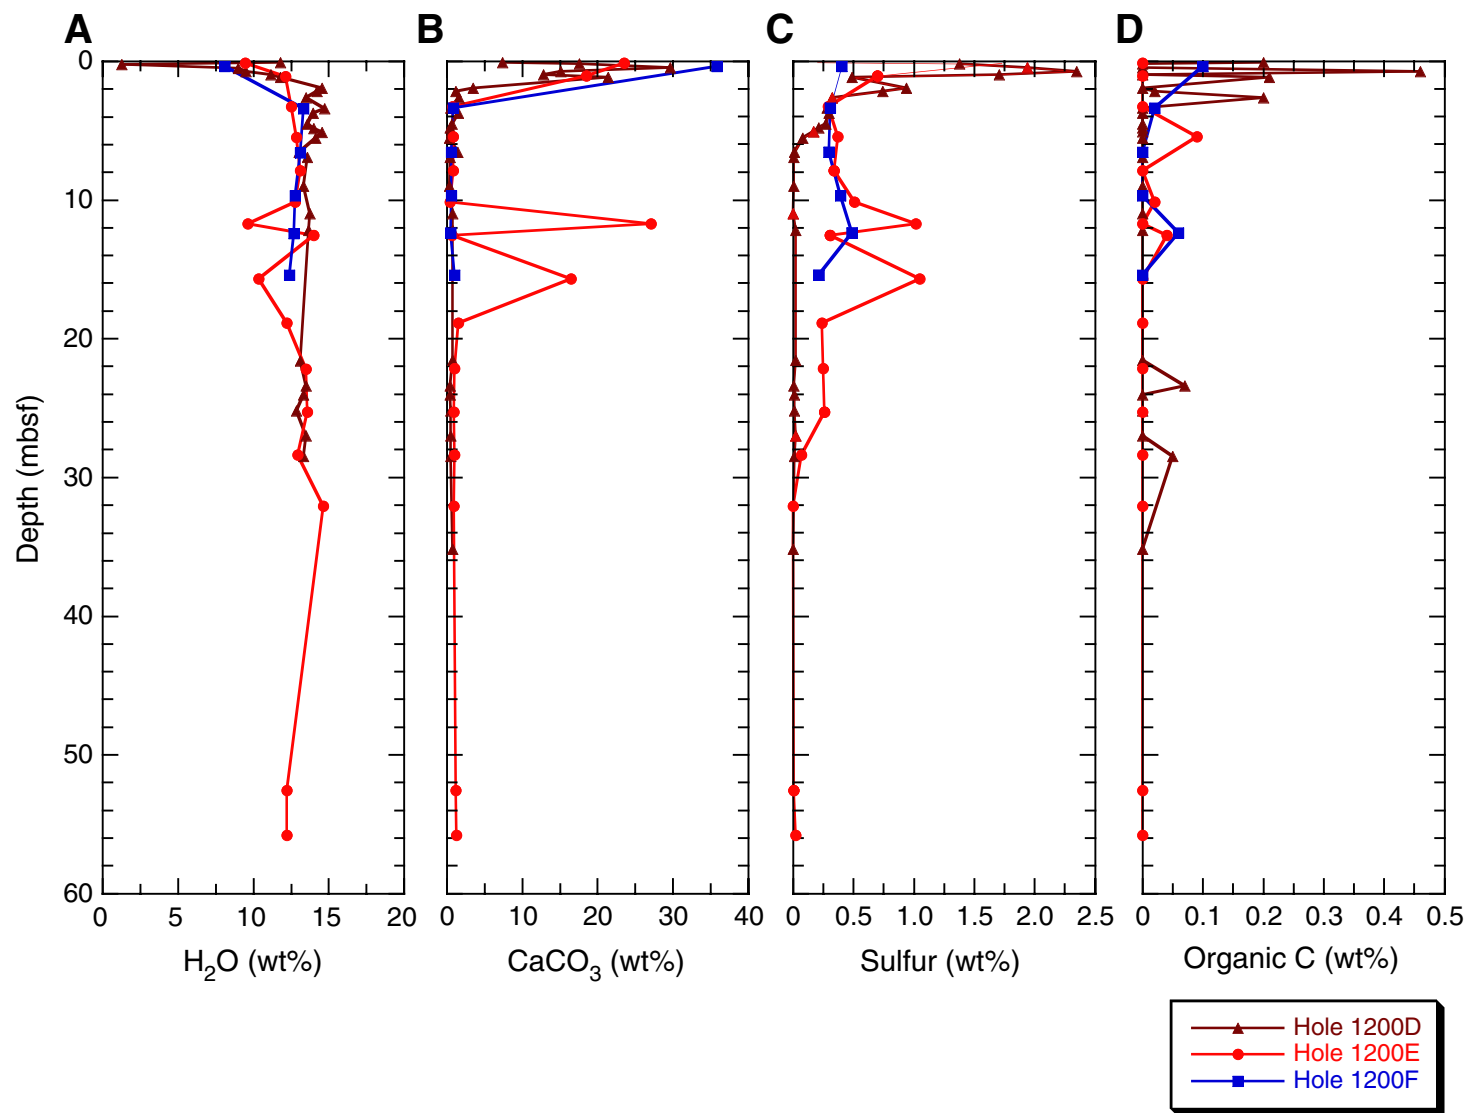 A B C D
0
10
20
30
40
50
60
Depth (mbsf)
0 5 10 15 20
0 10 20 30 40
0 0.5 1.0 1.5 2.0 2.5
0 0.1 0.2 0.3 0.4 0.5
H₂O (wt%)
CaCO₃ (wt%)
Sulfur (wt%)
Organic C (wt%)
Hole 1200D
Hole 1200E
Hole 1200F